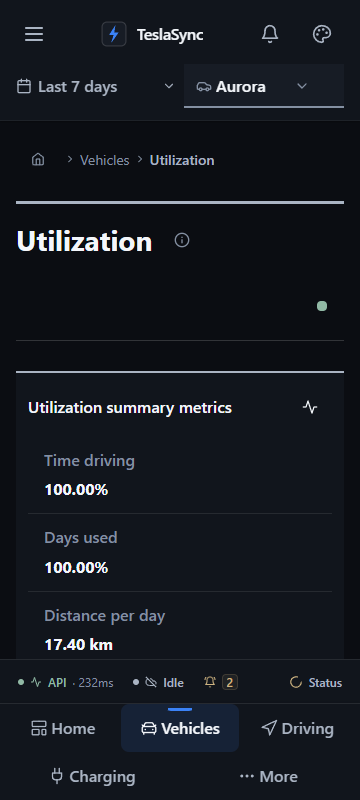 TeslaSync
Last 7 days
Aurora
Vehicles
Utilization
Utilization
Utilization summary metrics
Time driving
100.00%
Days used
100.00%
Distance per day
17.40 km
API · 232ms
Idle
2
Status
Home
Vehicles
Driving
Charging
More